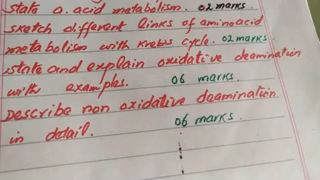 state a. acid metabolism. 02 marks
sketch different links of aminoacid
metabolism with Krebs cycle. 02 marks
state and explain oxidative deamination
with examples. 06 marks.
Describe non oxidative deamination
in detail. 06 marks.